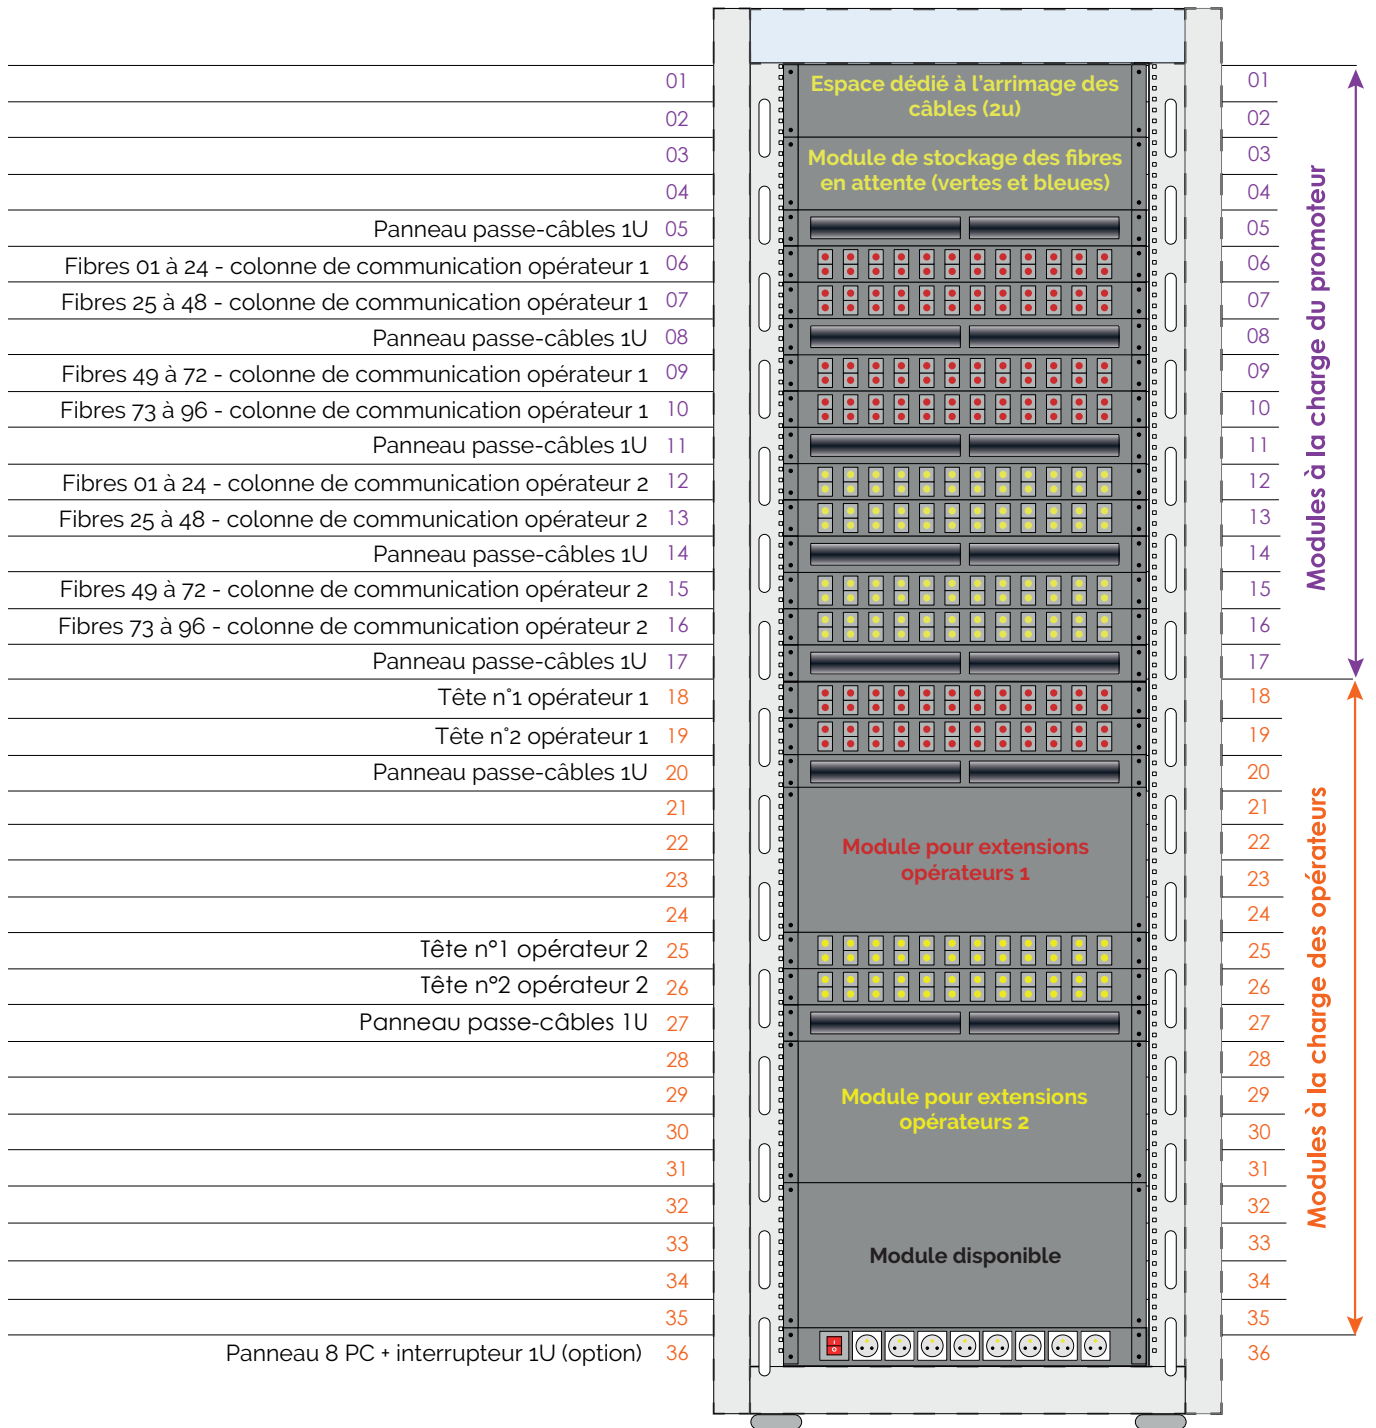 01 Espace dédié à l'arrimage des 01
câbles (2u)
02 02
03 Module de stockage des fibres 03
en attente (vertes et bleues)
04 04
Panneau passe-câbles 1U 05 05
Fibres 01 à 24 - colonne de communication opérateur 1 06 06
Fibres 25 à 48 - colonne de communication opérateur 1 07 07
Panneau passe-câbles 1U 08 08
Fibres 49 à 72 - colonne de communication opérateur 1 09 09
Fibres 73 à 96 - colonne de communication opérateur 1 10 10
Panneau passe-câbles 1U 11 11
Fibres 01 à 24 - colonne de communication opérateur 2 12 12
Fibres 25 à 48 - colonne de communication opérateur 2 13 13
Panneau passe-câbles 1U 14 14
Fibres 49 à 72 - colonne de communication opérateur 2 15 15
Fibres 73 à 96 - colonne de communication opérateur 2 16 16
Panneau passe-câbles 1U 17 17
Modules à la charge du promoteur
Tête n°1 opérateur 1 18 18
Tête n°2 opérateur 1 19 19
Panneau passe-câbles 1U 20 20
21 21
22 Module pour extensions 22
opérateurs 1
23 23
24 24
Tête n°1 opérateur 2 25 25
Tête n°2 opérateur 2 26 26
Panneau passe-câbles 1U 27 27
28 28
29 Module pour extensions 29
opérateurs 2
30 30
31 31
32 32
33 Module disponible 33
34 34
35 35
Modules à la charge des opérateurs
Panneau 8 PC + interrupteur 1U (option) 36 I O 36